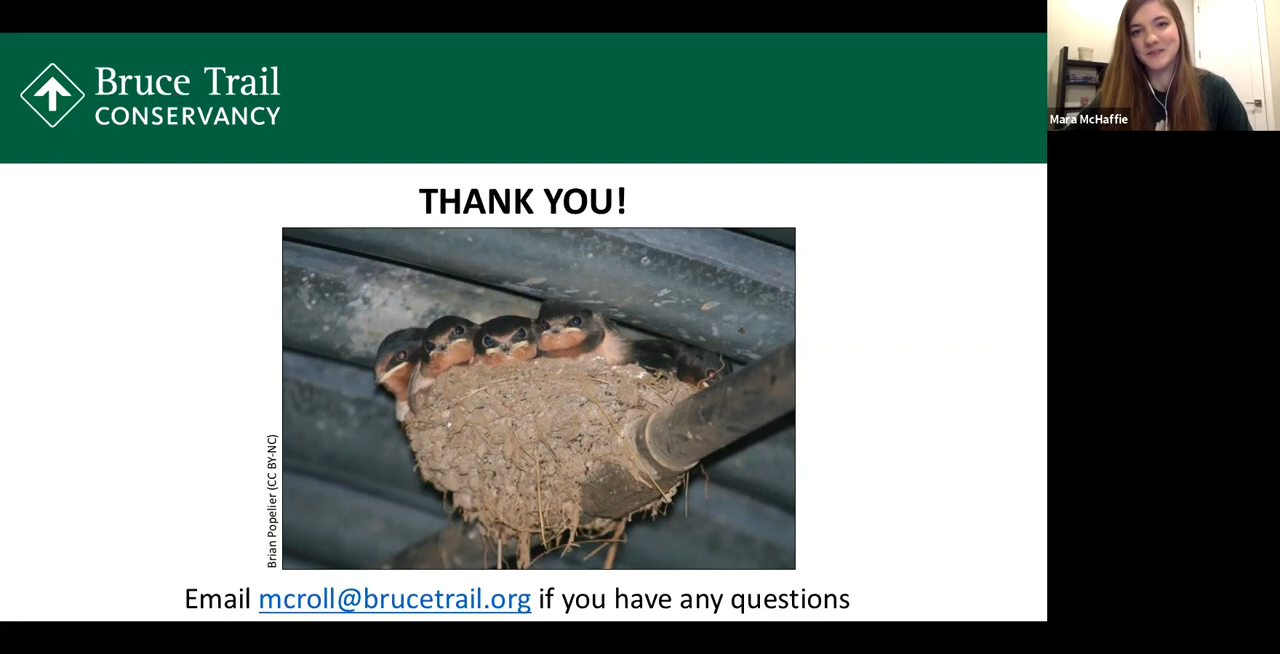 Bruce Trail
CONSERVANCY
Mara McHaffie
THANK YOU!
Brian Popelier (CC BY-NC)
Email mcroll@brucetrail.org if you have any questions